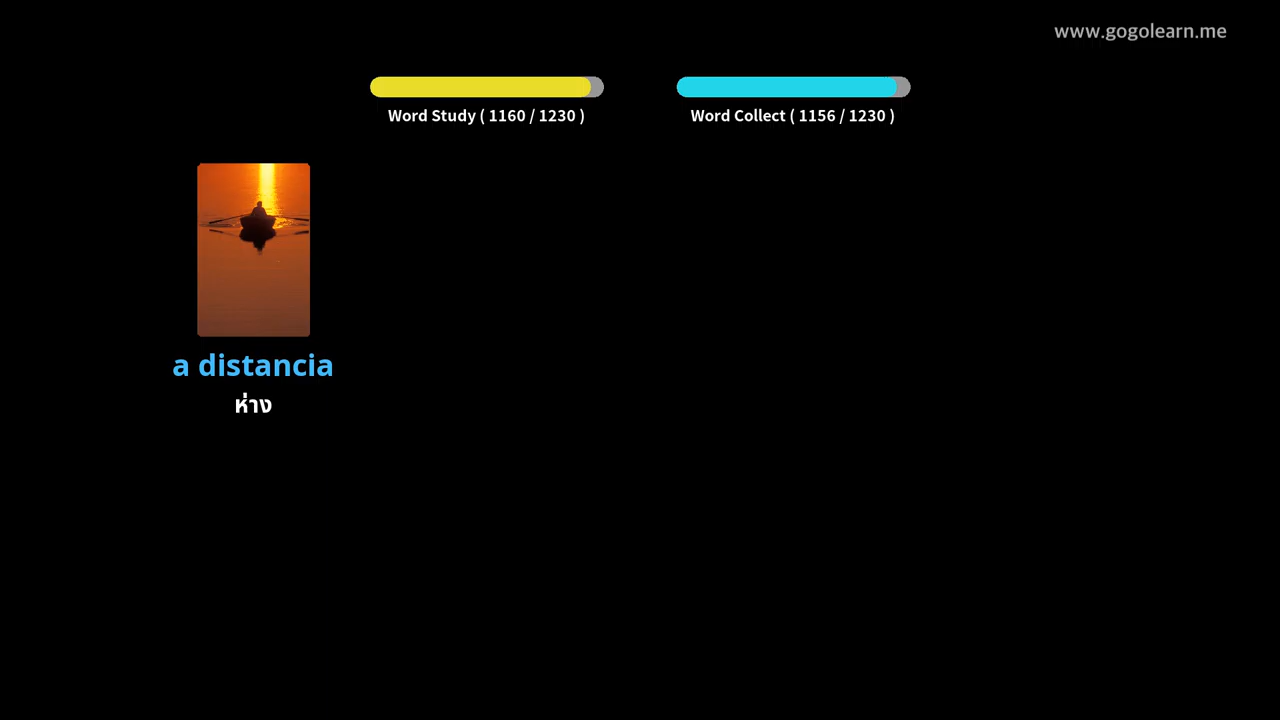 www.gogolearn.me
Word Study ( 1160 / 1230 )
Word Collect ( 1156 / 1230 )
a distancia
ห่าง